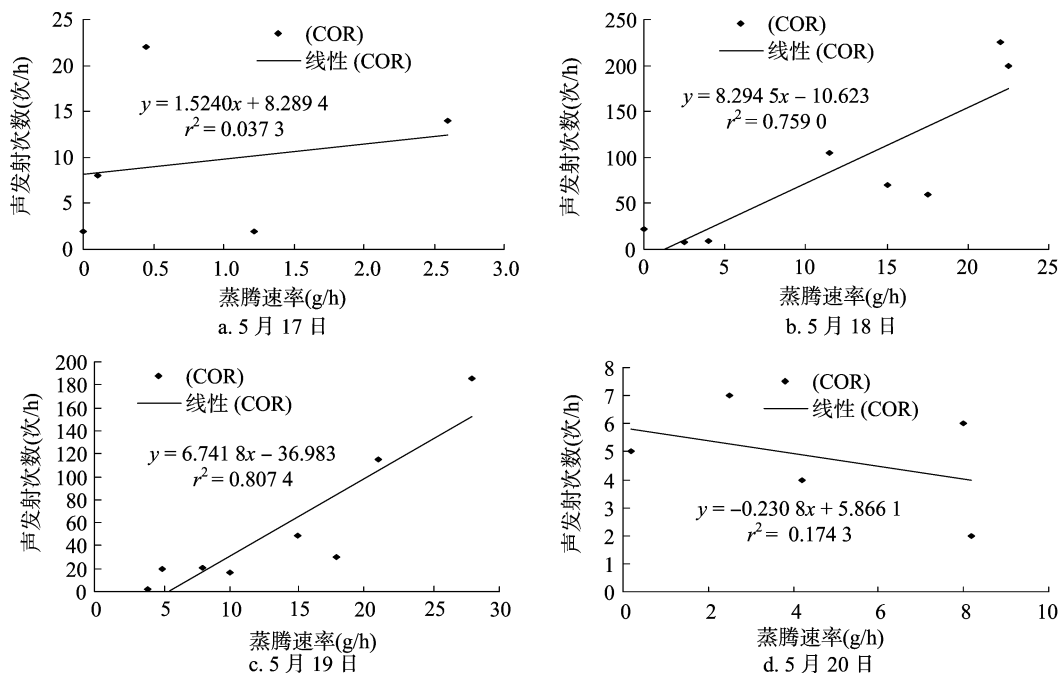 25
20
15
10
5
0
声发射次数(次/h)
(COR)
线性 (COR)
y = 1.5240x + 8.289 4
r² = 0.037 3
0 0.5 1.0 1.5 2.0 2.5 3.0
蒸腾速率(g/h)
a. 5 月 17 日
250
200
150
100
50
0
声发射次数(次/h)
(COR)
线性 (COR)
y = 8.294 5x − 10.623
r² = 0.759 0
0 5 10 15 20 25
蒸腾速率(g/h)
b. 5 月 18 日
200
180
160
140
120
100
80
60
40
20
0
声发射次数(次/h)
(COR)
线性 (COR)
y = 6.741 8x − 36.983
r² = 0.807 4
0 5 10 15 20 25 30
蒸腾速率(g/h)
c. 5 月 19 日
8
7
6
5
4
3
2
1
0
声发射次数(次/h)
(COR)
线性 (COR)
y = −0.230 8x + 5.866 1
r² = 0.174 3
0 2 4 6 8 10
蒸腾速率(g/h)
d. 5 月 20 日